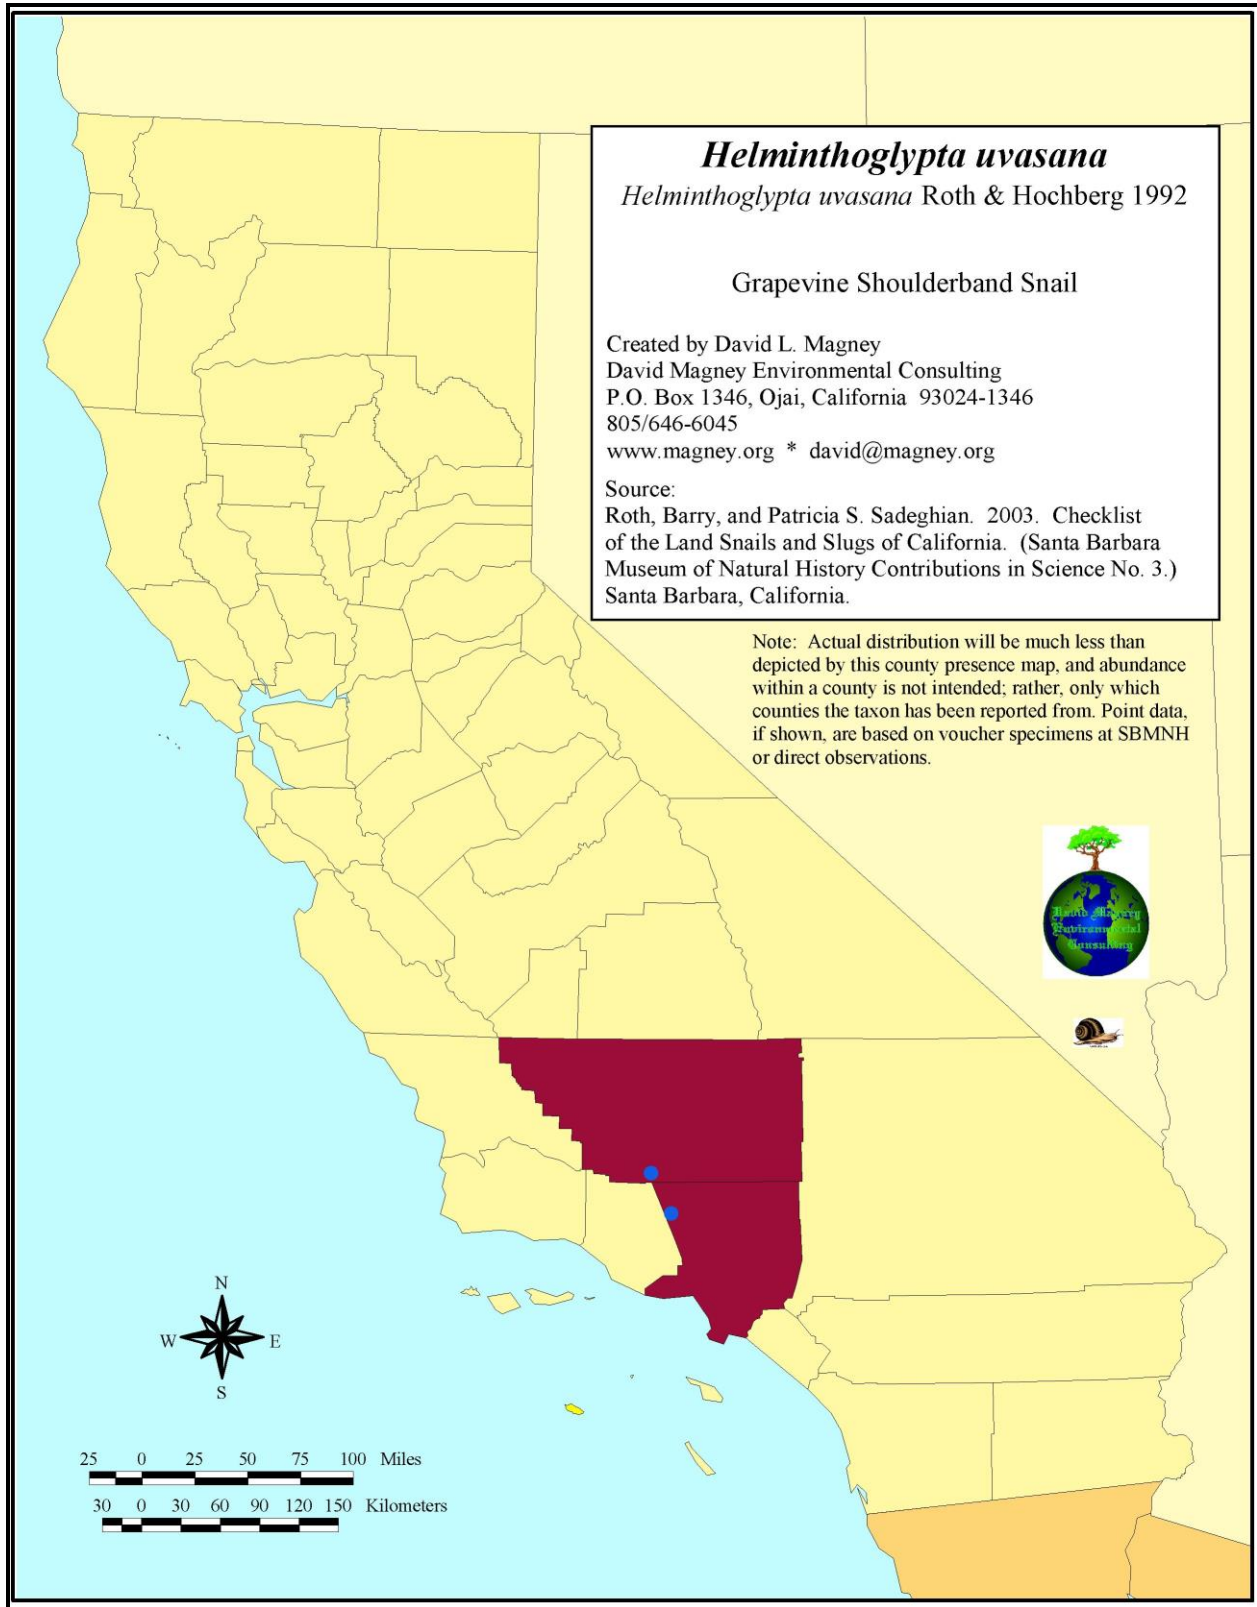 Helminthoglypta uvasana
Helminthoglypta uvasana Roth & Hochberg 1992
Grapevine Shoulderband Snail
Created by David L. Magney
David Magney Environmental Consulting
P.O. Box 1346, Ojai, California 93024-1346
805/646-6045
www.magney.org * david@magney.org
Source:
Roth, Barry, and Patricia S. Sadeghian. 2003. Checklist
of the Land Snails and Slugs of California. (Santa Barbara
Museum of Natural History Contributions in Science No. 3.)
Santa Barbara, California.
Note: Actual distribution will be much less than
depicted by this county presence map, and abundance
within a county is not intended; rather, only which
counties the taxon has been reported from. Point data,
if shown, are based on voucher specimens at SBMNH
or direct observations.
David Magney
Environmental
Consulting
N
W E
S
25 0 25 50 75 100 Miles
30 0 30 60 90 120 150 Kilometers